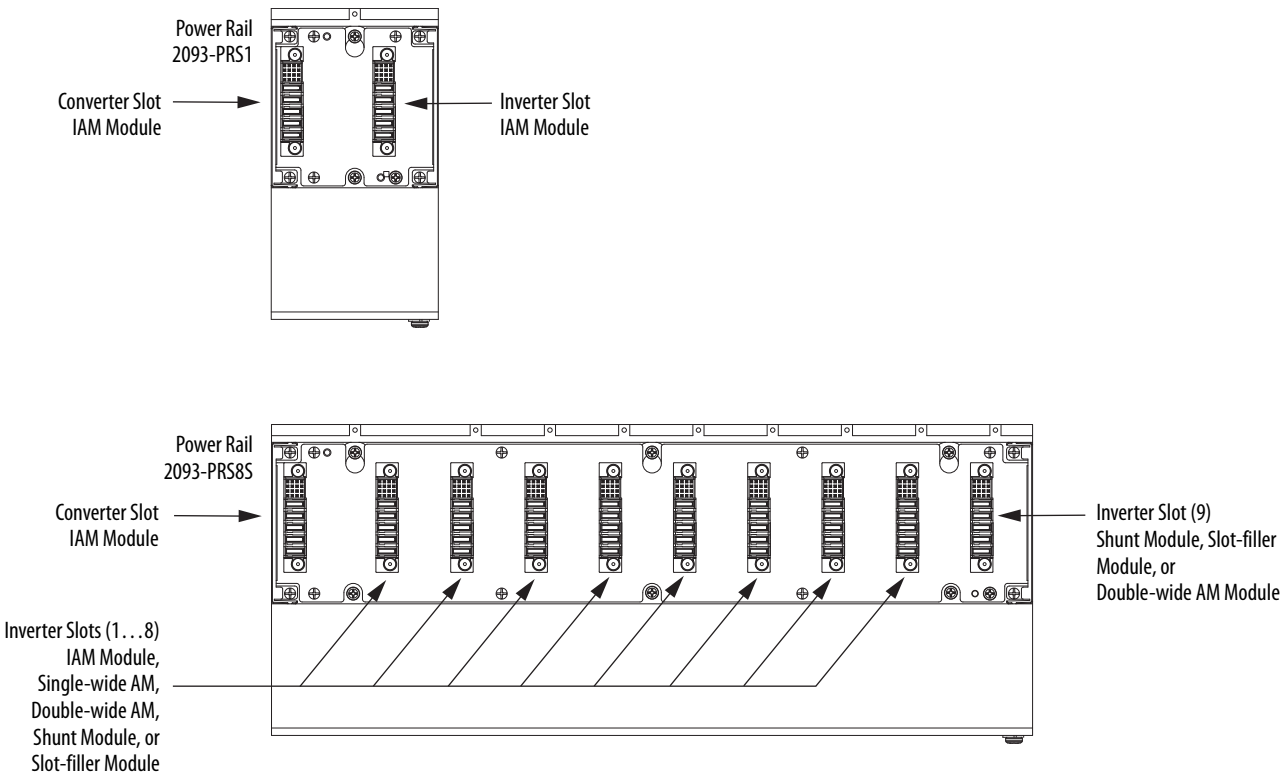 Power Rail
2093-PRS1
Converter Slot
IAM Module
Inverter Slot
IAM Module
Power Rail
2093-PRS8S
Converter Slot
IAM Module
Inverter Slot (9)
Shunt Module, Slot-filler
Module, or
Double-wide AM Module
Inverter Slots (1…8)
IAM Module,
Single-wide AM,
Double-wide AM,
Shunt Module, or
Slot-filler Module